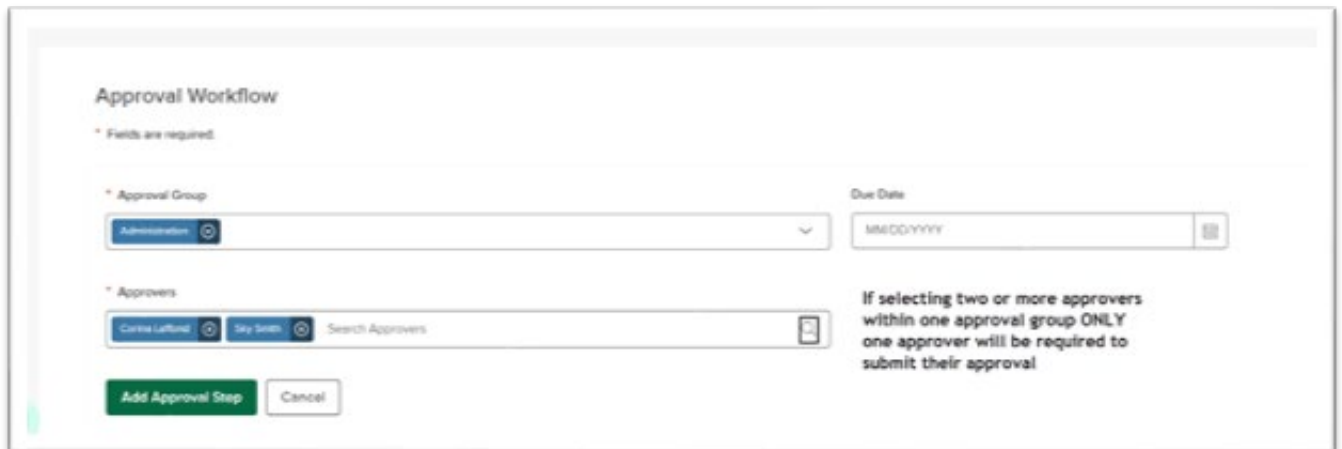 Approval Workflow
* Fields are required.
* Approval Group
Due Date
Administration
MM/DD/YYYY
* Approvers
Corina Laffond Sky Smith Search Approvers
If selecting two or more approvers
within one approval group ONLY
one approver will be required to
submit their approval
Add Approval Step Cancel